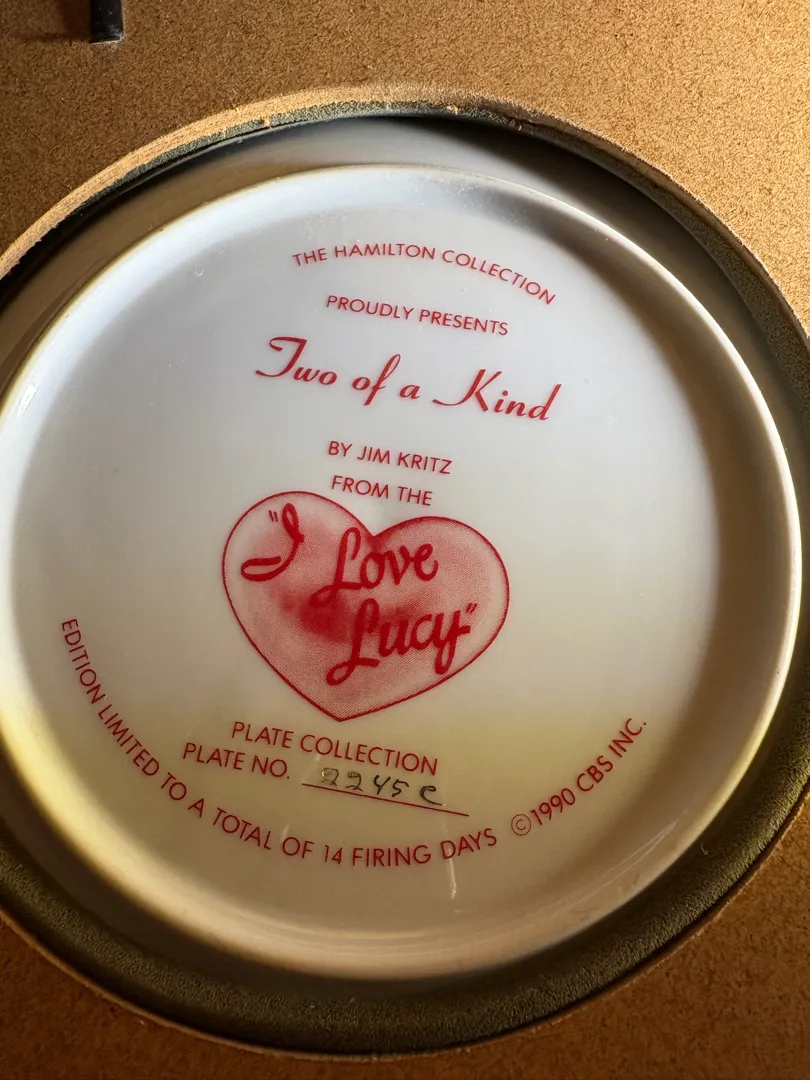 THE HAMILTON COLLECTION
PROUDLY PRESENTS
Two of a Kind
BY JIM KRITZ
FROM THE
"I
Love
Lucy"
PLATE COLLECTION
PLATE NO. 2245 C
EDITION LIMITED TO A TOTAL OF 14 FIRING DAYS ©1990 CBS INC.